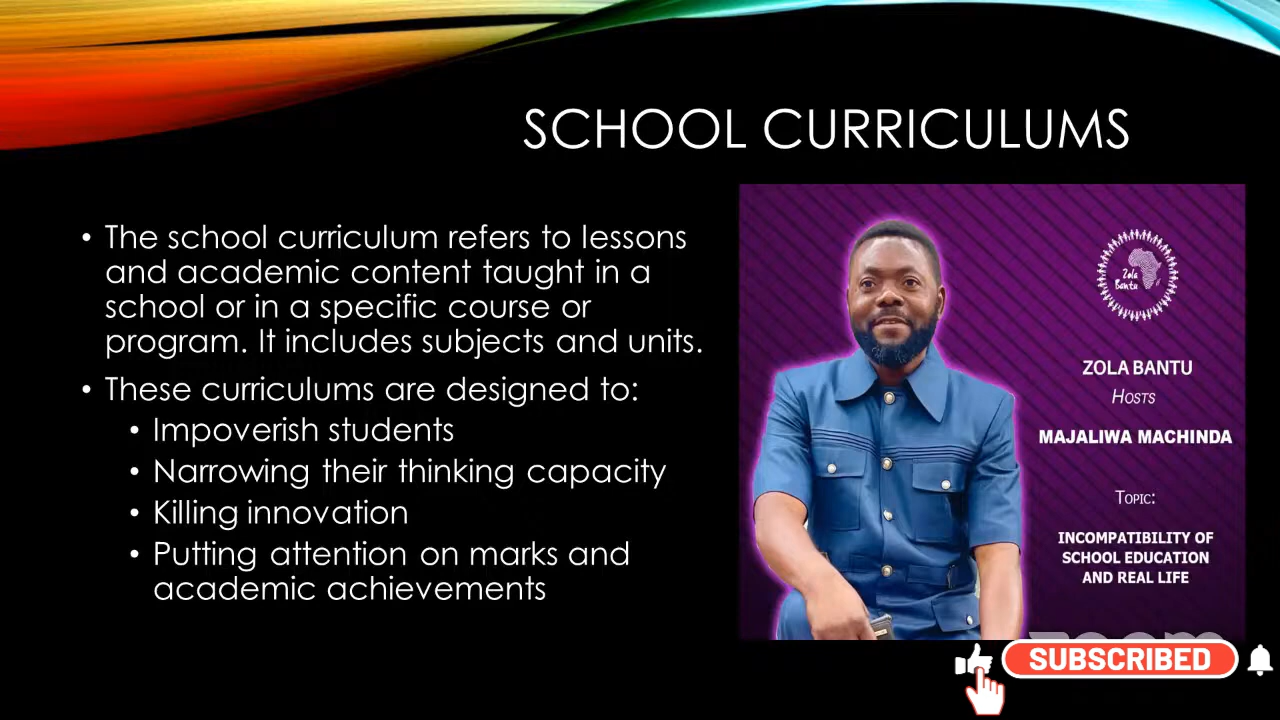 SCHOOL CURRICULUMS
• The school curriculum refers to lessons
and academic content taught in a
school or in a specific course or
program. It includes subjects and units.
• These curriculums are designed to:
• Impoverish students
• Narrowing their thinking capacity
• Killing innovation
• Putting attention on marks and
academic achievements
Zola
Bantu
ZOLA BANTU
HOSTS
MAJALIWA MACHINDA
TOPIC:
INCOMPATIBILITY OF
SCHOOL EDUCATION
AND REAL LIFE
zoom
SUBSCRIBED